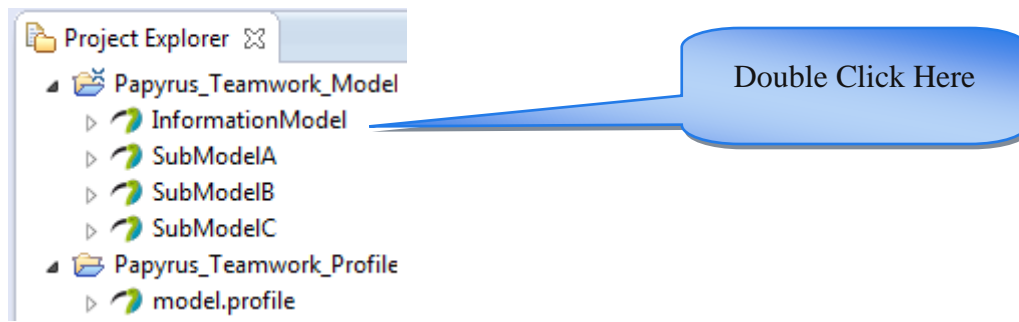 Project Explorer
Papyrus_Teamwork_Model
InformationModel
Double Click Here
SubModelA
SubModelB
SubModelC
Papyrus_Teamwork_Profile
model.profile